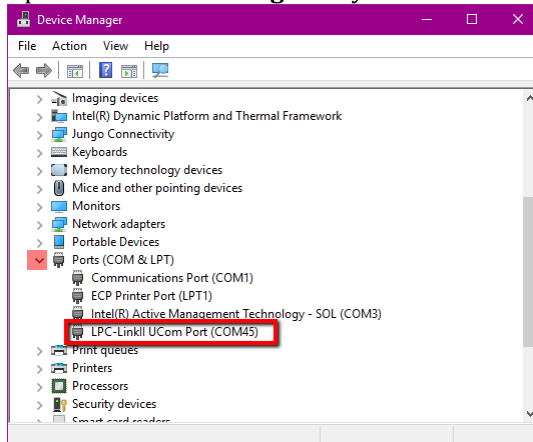 Device Manager
File Action View Help
Imaging devices
Intel(R) Dynamic Platform and Thermal Framework
Jungo Connectivity
Keyboards
Memory technology devices
Mice and other pointing devices
Monitors
Network adapters
Portable Devices
Ports (COM & LPT)
Communications Port (COM1)
ECP Printer Port (LPT1)
Intel(R) Active Management Technology - SOL (COM3)
LPC-LinkII UCom Port (COM45)
Print queues
Printers
Processors
Security devices
Smart card readers